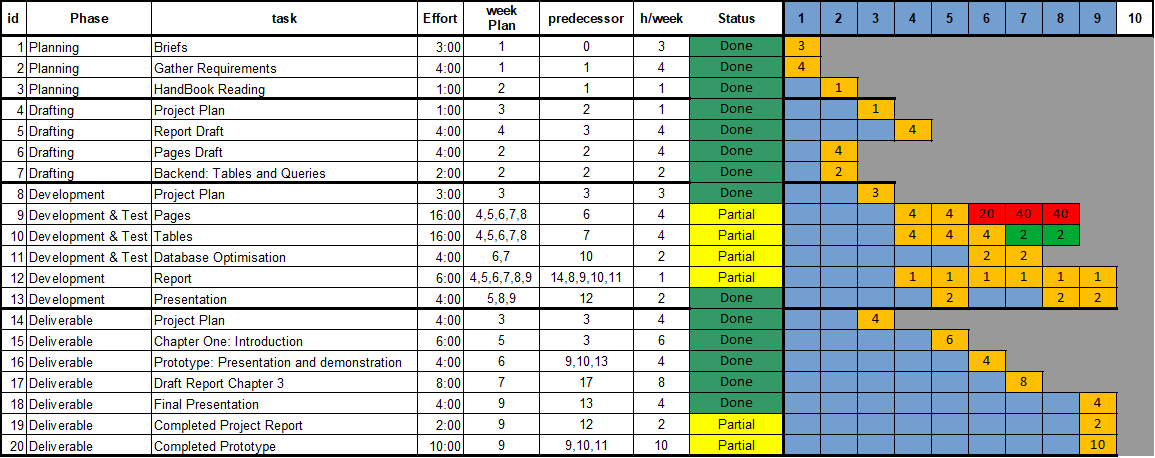 id Phase task Effort week Plan predecessor h/week Status 1 2 3 4 5 6 7 8 9 10
1 Planning Briefs 3:00 1 0 3 Done 3
2 Planning Gather Requirements 4:00 1 1 4 Done 4
3 Planning HandBook Reading 1:00 2 1 1 Done 1
4 Drafting Project Plan 1:00 3 2 1 Done 1
5 Drafting Report Draft 4:00 4 3 4 Done 4
6 Drafting Pages Draft 4:00 2 2 4 Done 4
7 Drafting Backend: Tables and Queries 2:00 2 2 2 Done 2
8 Development Project Plan 3:00 3 3 3 Done 3
9 Development & Test Pages 16:00 4,5,6,7,8 6 4 Partial 4 4 20 40 40
10 Development & Test Tables 16:00 4,5,6,7,8 7 4 Partial 4 4 4 2 2
11 Development & Test Database Optimisation 4:00 6,7 10 2 Partial 2 2
12 Development Report 6:00 4,5,6,7,8,9 14,8,9,10,11 1 Partial 1 1 1 1 1 1
13 Development Presentation 4:00 5,8,9 12 2 Done 2 2 2
14 Deliverable Project Plan 4:00 3 3 4 Done 4
15 Deliverable Chapter One: Introduction 6:00 5 3 6 Done 6
16 Deliverable Prototype: Presentation and demonstration 4:00 6 9,10,13 4 Done 4
17 Deliverable Draft Report Chapter 3 8:00 7 17 8 Done 8
18 Deliverable Final Presentation 4:00 9 13 4 Done 4
19 Deliverable Completed Project Report 2:00 9 12 2 Partial 2
20 Deliverable Completed Prototype 10:00 9 9,10,11 10 Partial 10